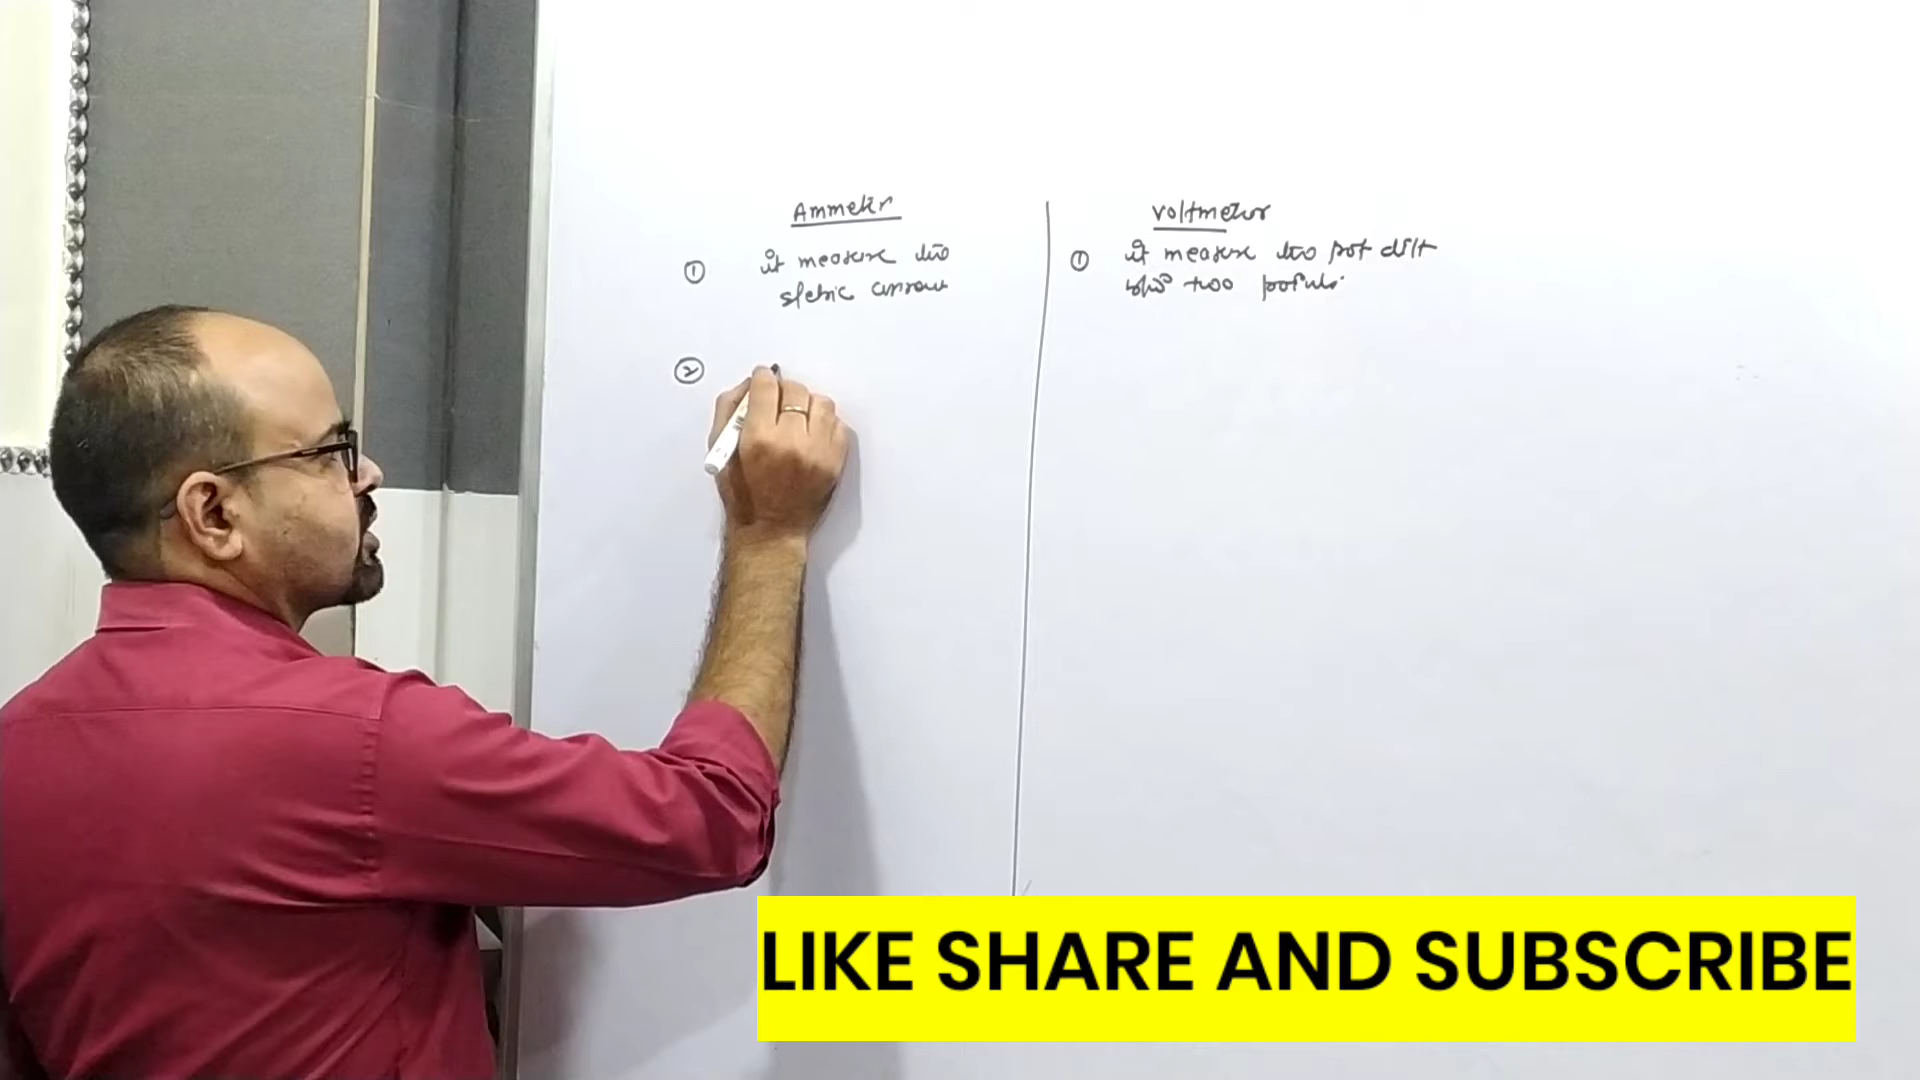 Ammeter
① it measure the
eletric current
②
voltmeter
① it measure the pot diff
b/w two points.
LIKE SHARE AND SUBSCRIBE